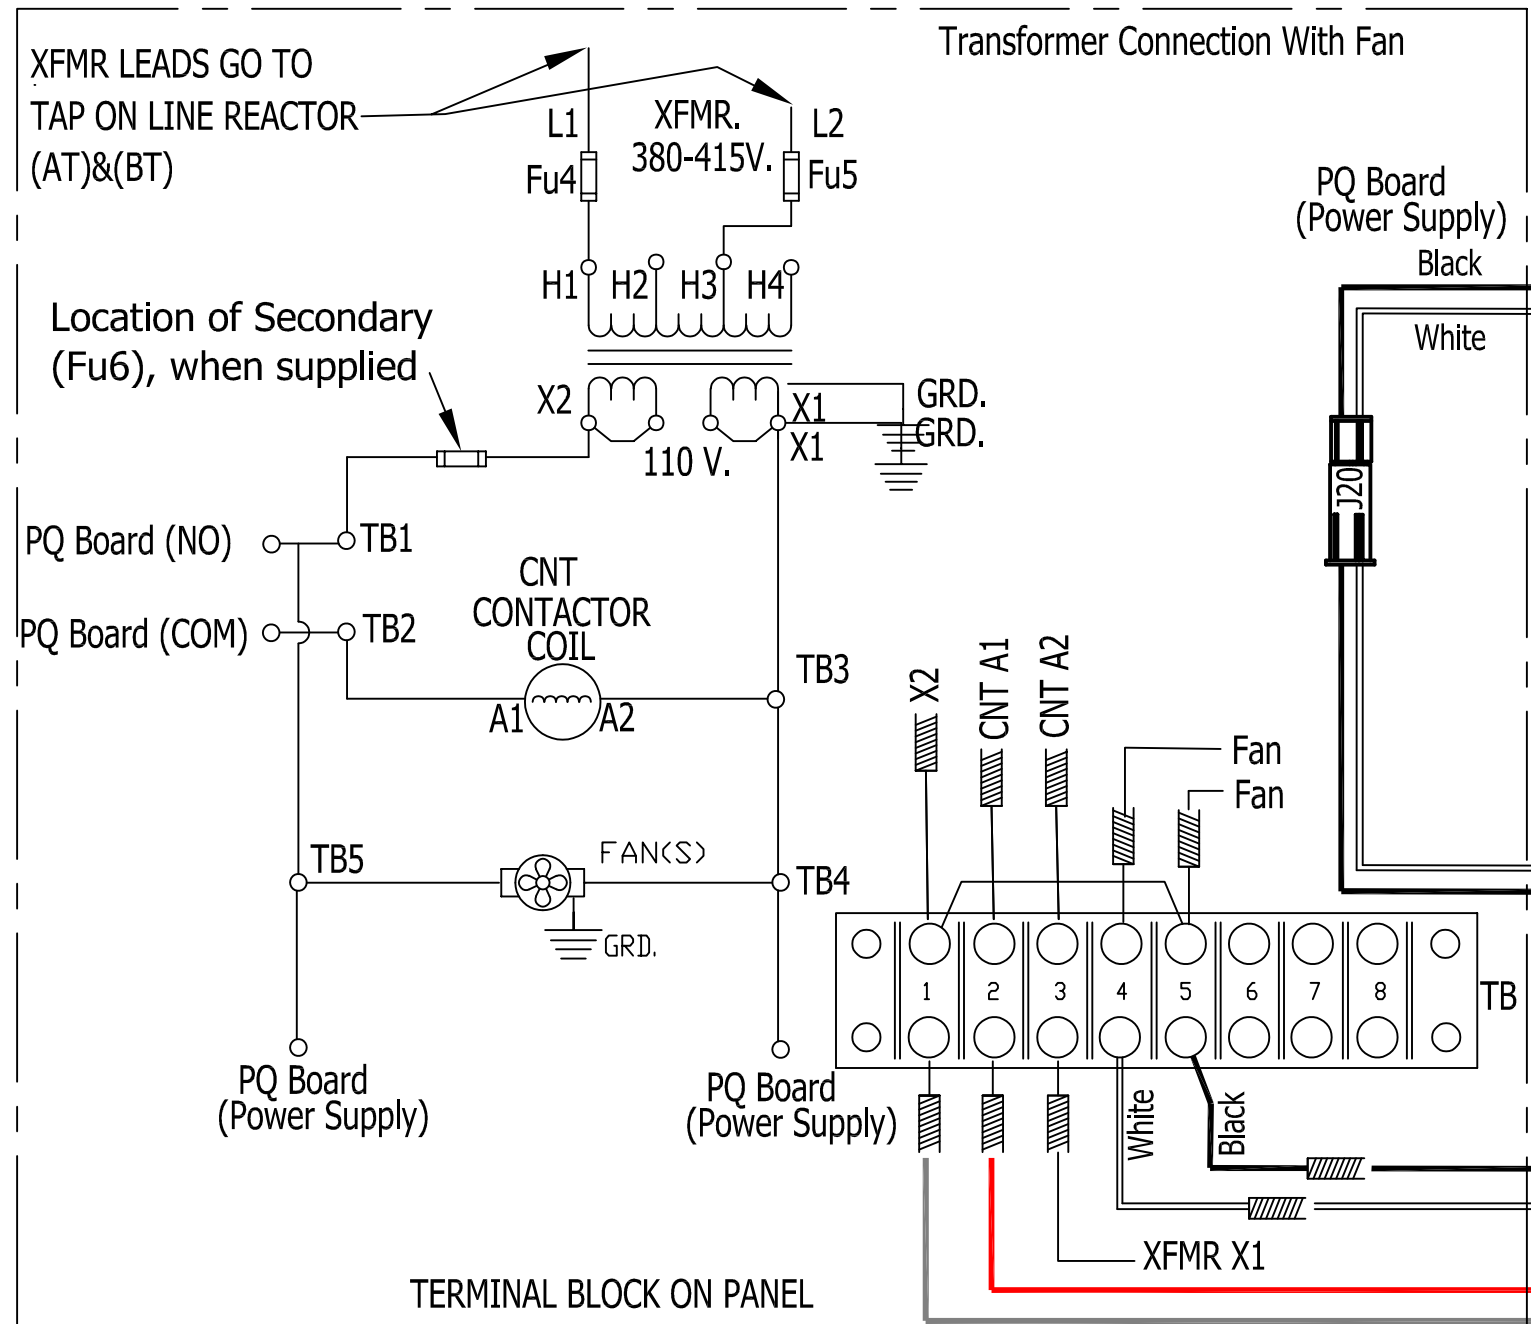 Transformer Connection With Fan
XFMR LEADS GO TO
TAP ON LINE REACTOR
(AT)&(BT)
L1
XFMR.
380-415V.
L2
Fu4
Fu5
H1
H2
H3
H4
Location of Secondary
(Fu6), when supplied
X2
X1
GRD.
GRD.
X1
110 V.
PQ Board (NO)
TB1
PQ Board (COM)
TB2
CNT
CONTACTOR
COIL
A1
A2
TB3
TB5
FAN(S)
TB4
GRD.
PQ Board
(Power Supply)
PQ Board
(Power Supply)
PQ Board
(Power Supply)
Black
White
J20
X2
CNT A1
CNT A2
Fan
Fan
1
2
3
4
5
6
7
8
TB
White
Black
XFMR X1
TERMINAL BLOCK ON PANEL